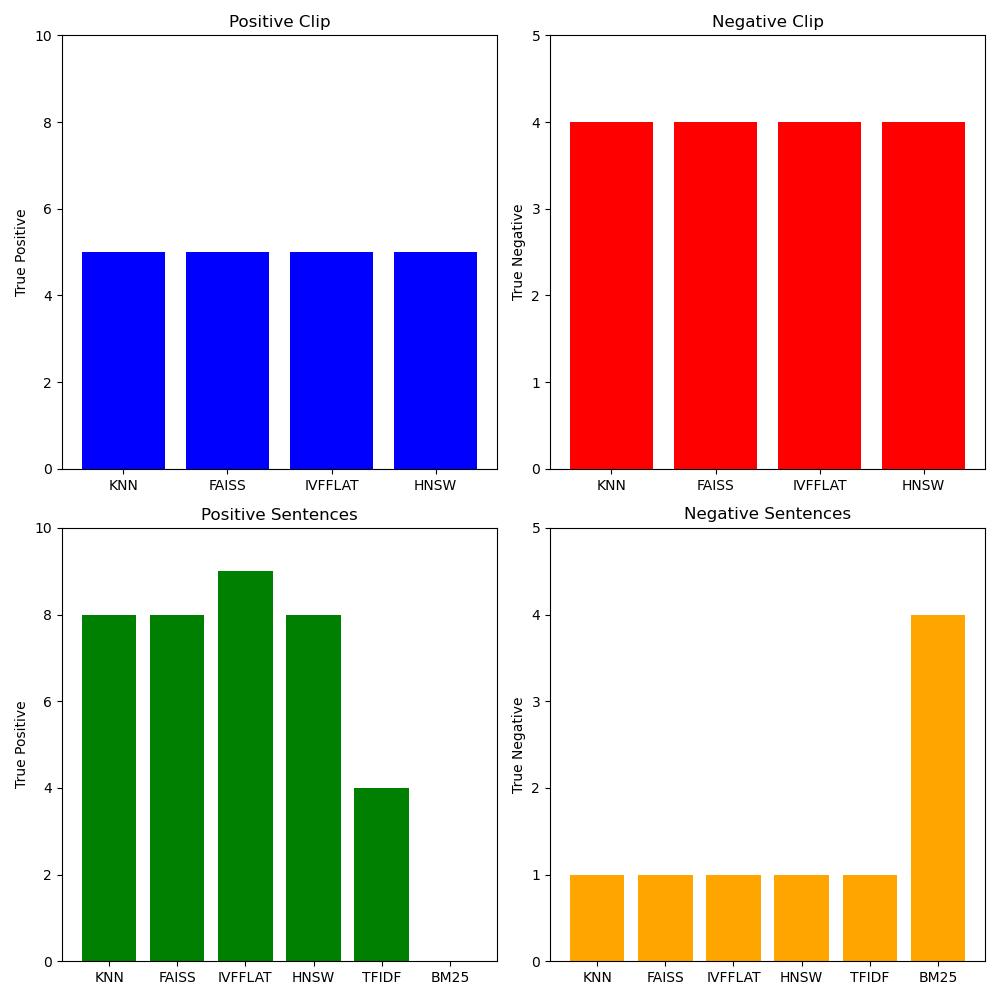 Positive Clip
True Positive
10
8
6
4
2
0
KNN FAISS IVFFLAT HNSW
Negative Clip
True Negative
5
4
3
2
1
0
KNN FAISS IVFFLAT HNSW
Positive Sentences
True Positive
10
8
6
4
2
0
KNN FAISS IVFFLAT HNSW TFIDF BM25
Negative Sentences
True Negative
5
4
3
2
1
0
KNN FAISS IVFFLAT HNSW TFIDF BM25